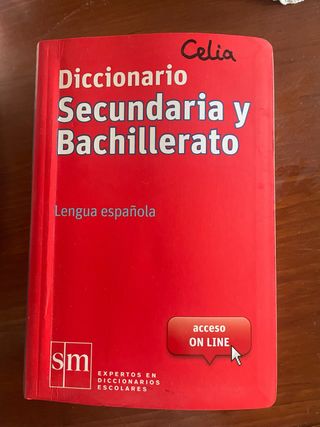 Celia
Diccionario
Secundaria y
Bachillerato
Lengua española
acceso
ON LINE
sm
EXPERTOS EN
DICCIONARIOS
ESCOLARES